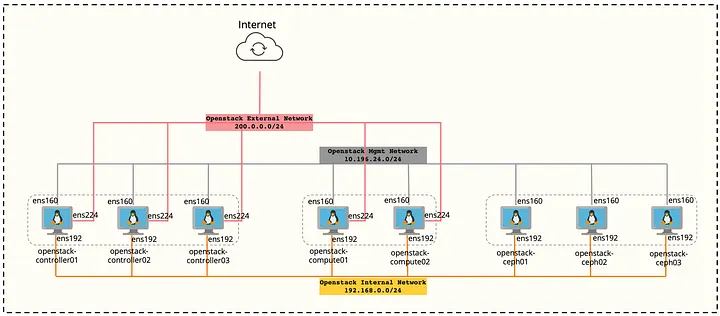 Internet
Openstack External Network
200.0.0.0/24
Openstack Mgmt Network
10.196.24.0/24
ens160
ens160
ens160
ens160
ens160
ens160
ens160
ens160
ens224
ens224
ens224
ens224
ens224
ens192
ens192
ens192
ens192
ens192
ens192
ens192
ens192
openstack-
controller01
openstack-
controller02
openstack-
controller03
openstack-
compute01
openstack-
compute02
openstack-
ceph01
openstack-
ceph02
openstack-
ceph03
Openstack Internal Network
192.168.0.0/24